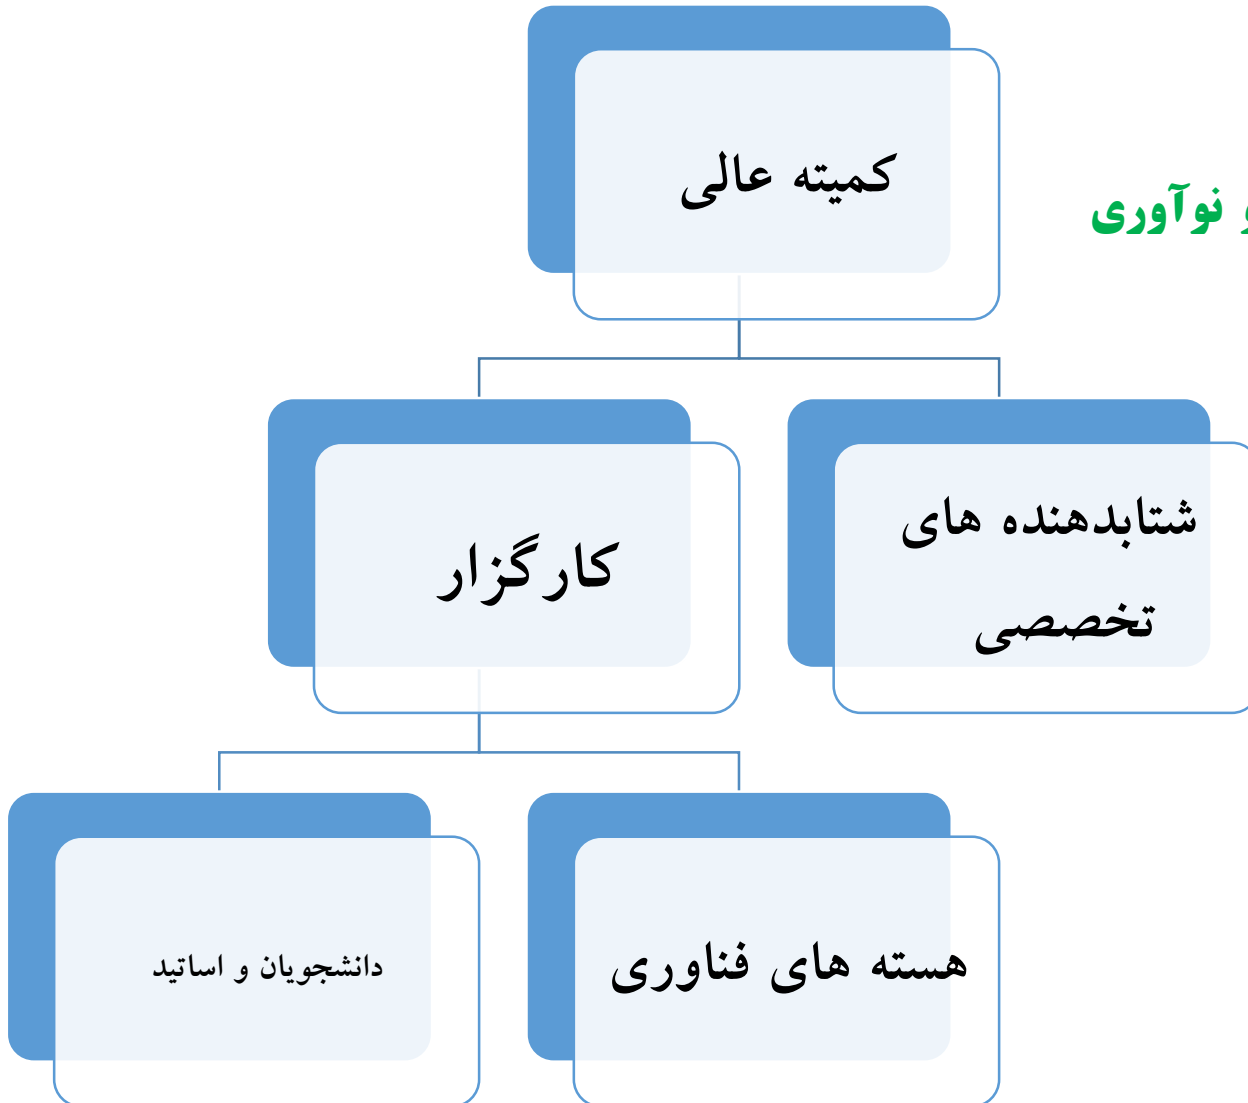 کمیته عالی
و نوآوری
شتابدهنده های
تخصصی
کارگزار
هسته های فناوری
دانشجویان و اساتید